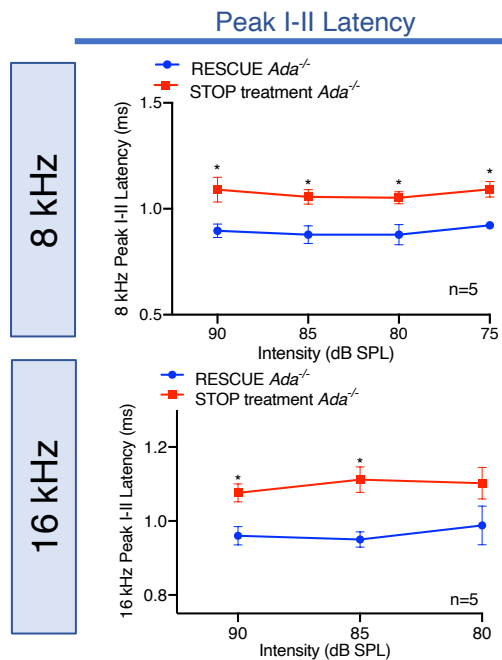 Peak I-II Latency
8 kHz
RESCUE Ada-/-
STOP treatment Ada-/-
8 kHz Peak I-II Latency (ms)
1.5
1.0
0.5
* * * *
n=5
90 85 80 75
Intensity (dB SPL)
16 kHz
RESCUE Ada-/-
STOP treatment Ada-/-
16 kHz Peak I-II Latency (ms)
1.2
1.0
0.8
* *
n=5
90 85 80
Intensity (dB SPL)